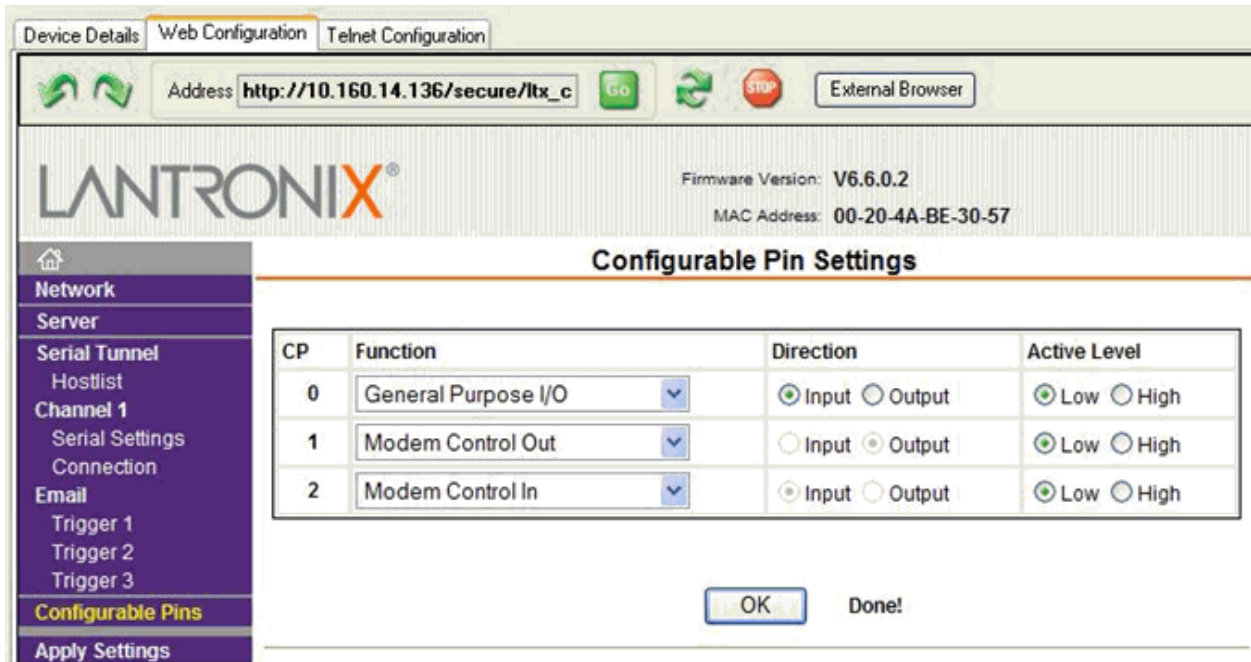 Device Details Web Configuration Telnet Configuration
Address http://10.160.14.136/secure/ltx_c Go STOP External Browser
LANTRONIX®
Firmware Version: V6.6.0.2
MAC Address: 00-20-4A-BE-30-57
Network
Server
Serial Tunnel
Hostlist
Channel 1
Serial Settings
Connection
Email
Trigger 1
Trigger 2
Trigger 3
Configurable Pins
Apply Settings
Configurable Pin Settings
CP Function Direction Active Level
0 General Purpose I/O Input Output Low High
1 Modem Control Out Input Output Low High
2 Modem Control In Input Output Low High
OK Done!